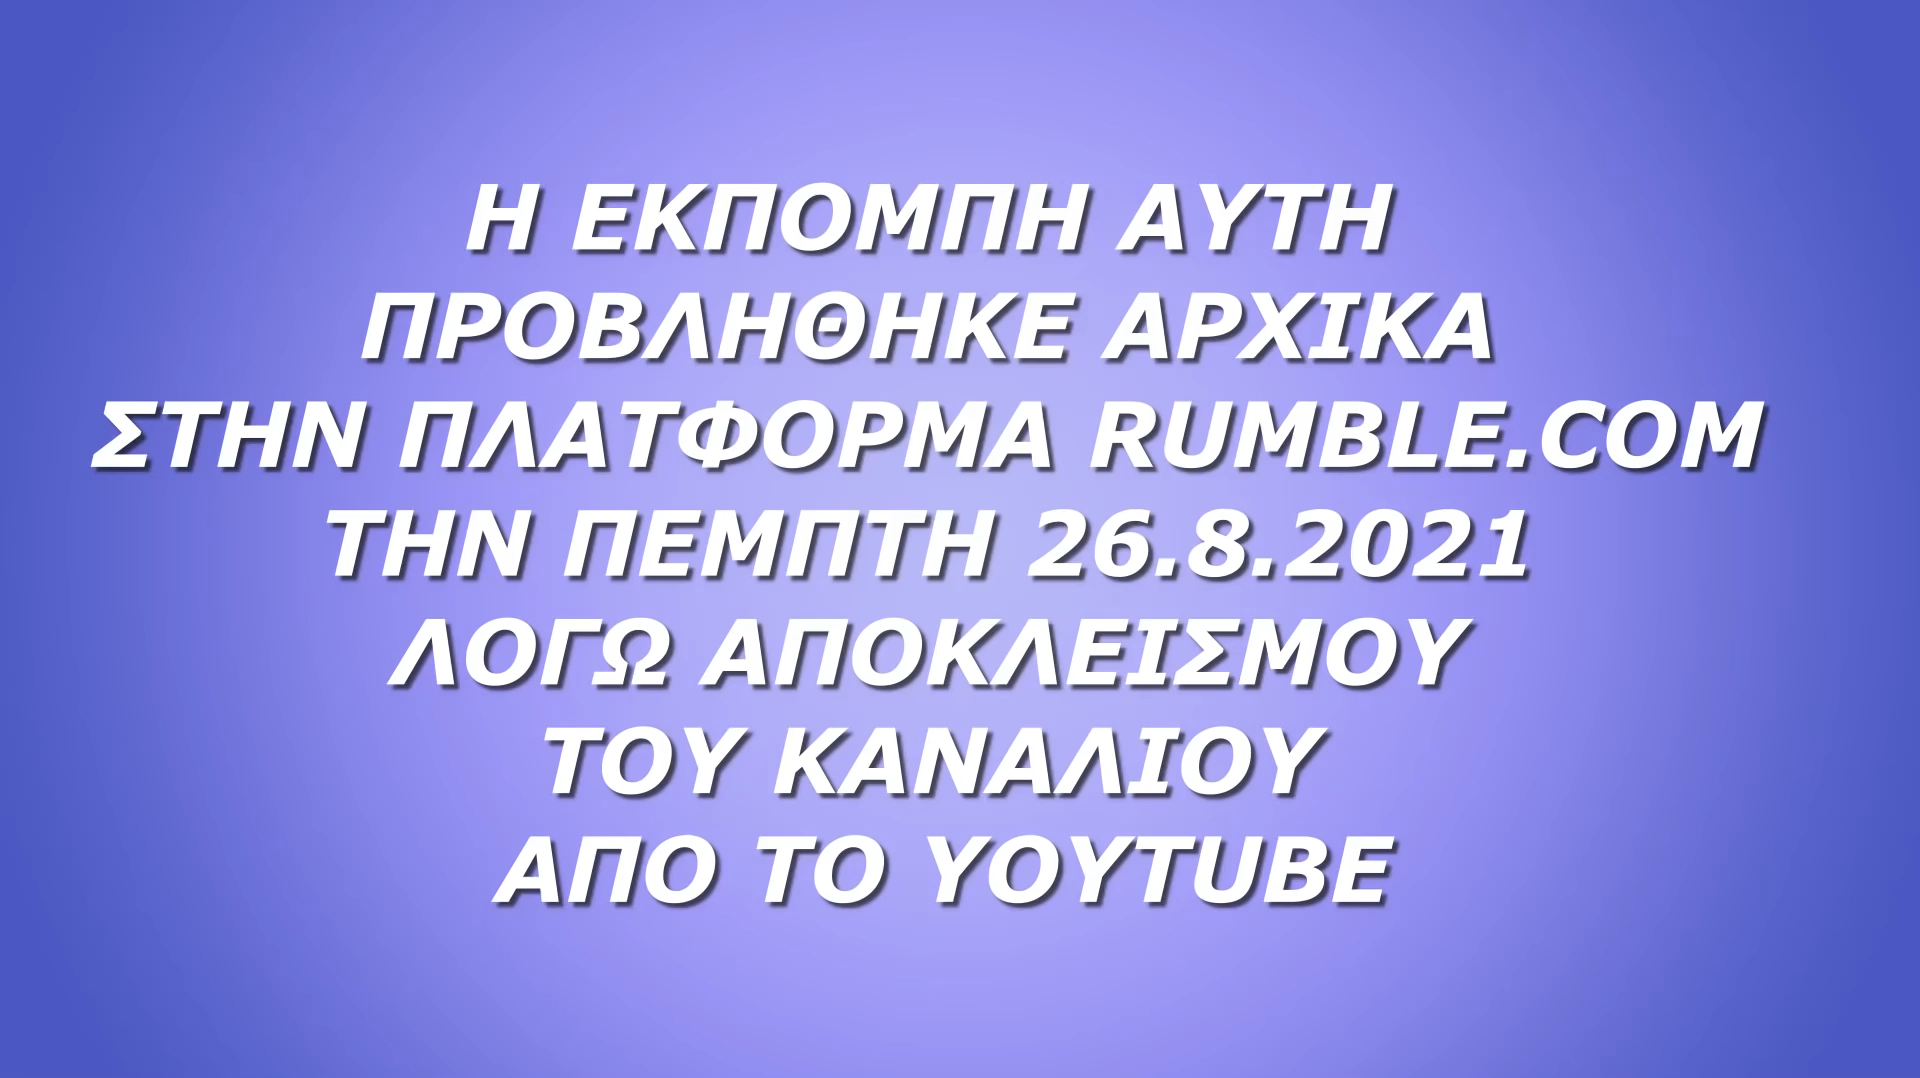 Η ΕΚΠΟΜΠΗ ΑΥΤΗ
ΠΡΟΒΛΗΘΗΚΕ ΑΡΧΙΚΑ
ΣΤΗΝ ΠΛΑΤΦΟΡΜΑ RUMBLE.COM
ΤΗΝ ΠΕΜΠΤΗ 26.8.2021
ΛΟΓΩ ΑΠΟΚΛΕΙΣΜΟΥ
ΤΟΥ ΚΑΝΑΛΙΟΥ
ΑΠΟ ΤΟ YOYTUBE